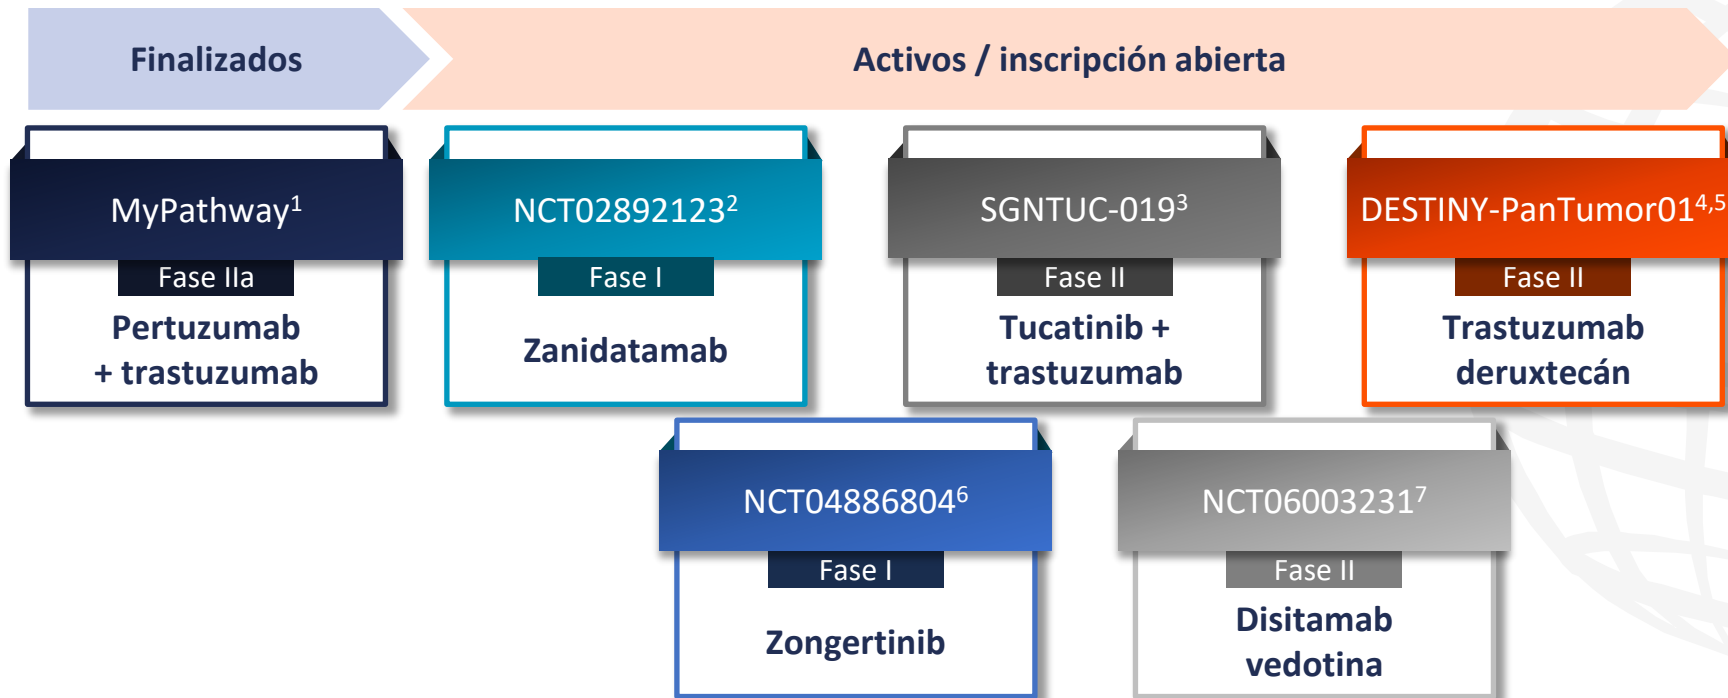 Finalizados
Activos / inscripción abierta
MyPathway¹
Fase IIa
Pertuzumab
+ trastuzumab
NCT02892123²
Fase I
Zanidatamab
SGNTUC-019³
Fase II
Tucatinib +
trastuzumab
DESTINY-PanTumor01⁴,⁵
Fase II
Trastuzumab
deruxtecán
NCT04886804⁶
Fase I
Zongertinib
NCT06003231⁷
Fase II
Disitamab
vedotina